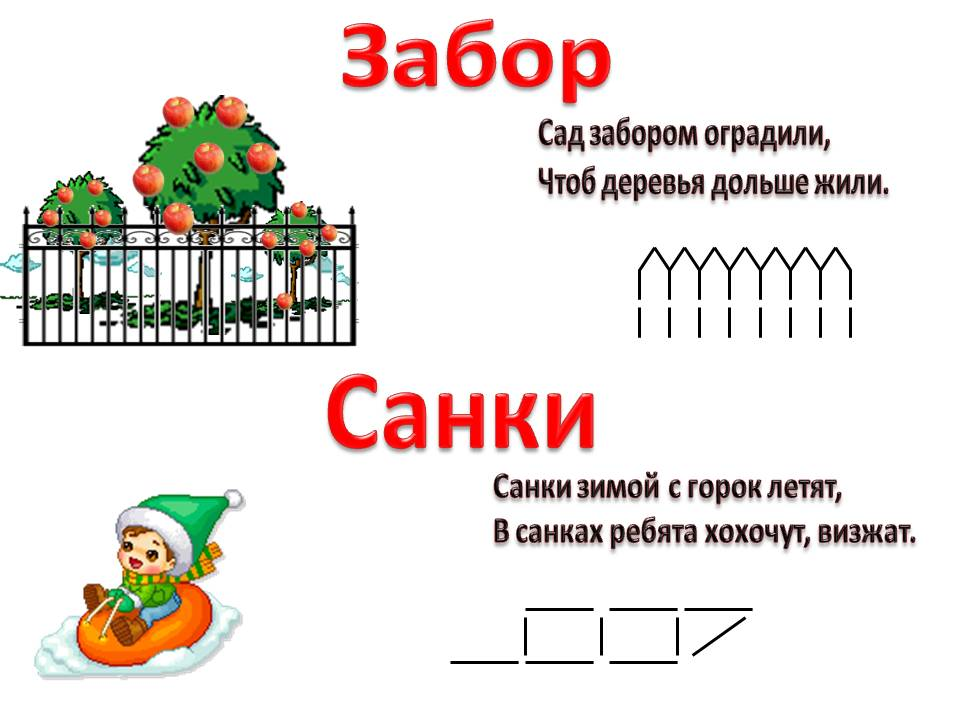 Забор
Сад забором оградили,
Чтоб деревья дольше жили.
Санки
Санки зимой с горок летят,
В санках ребята хохочут, визжат.